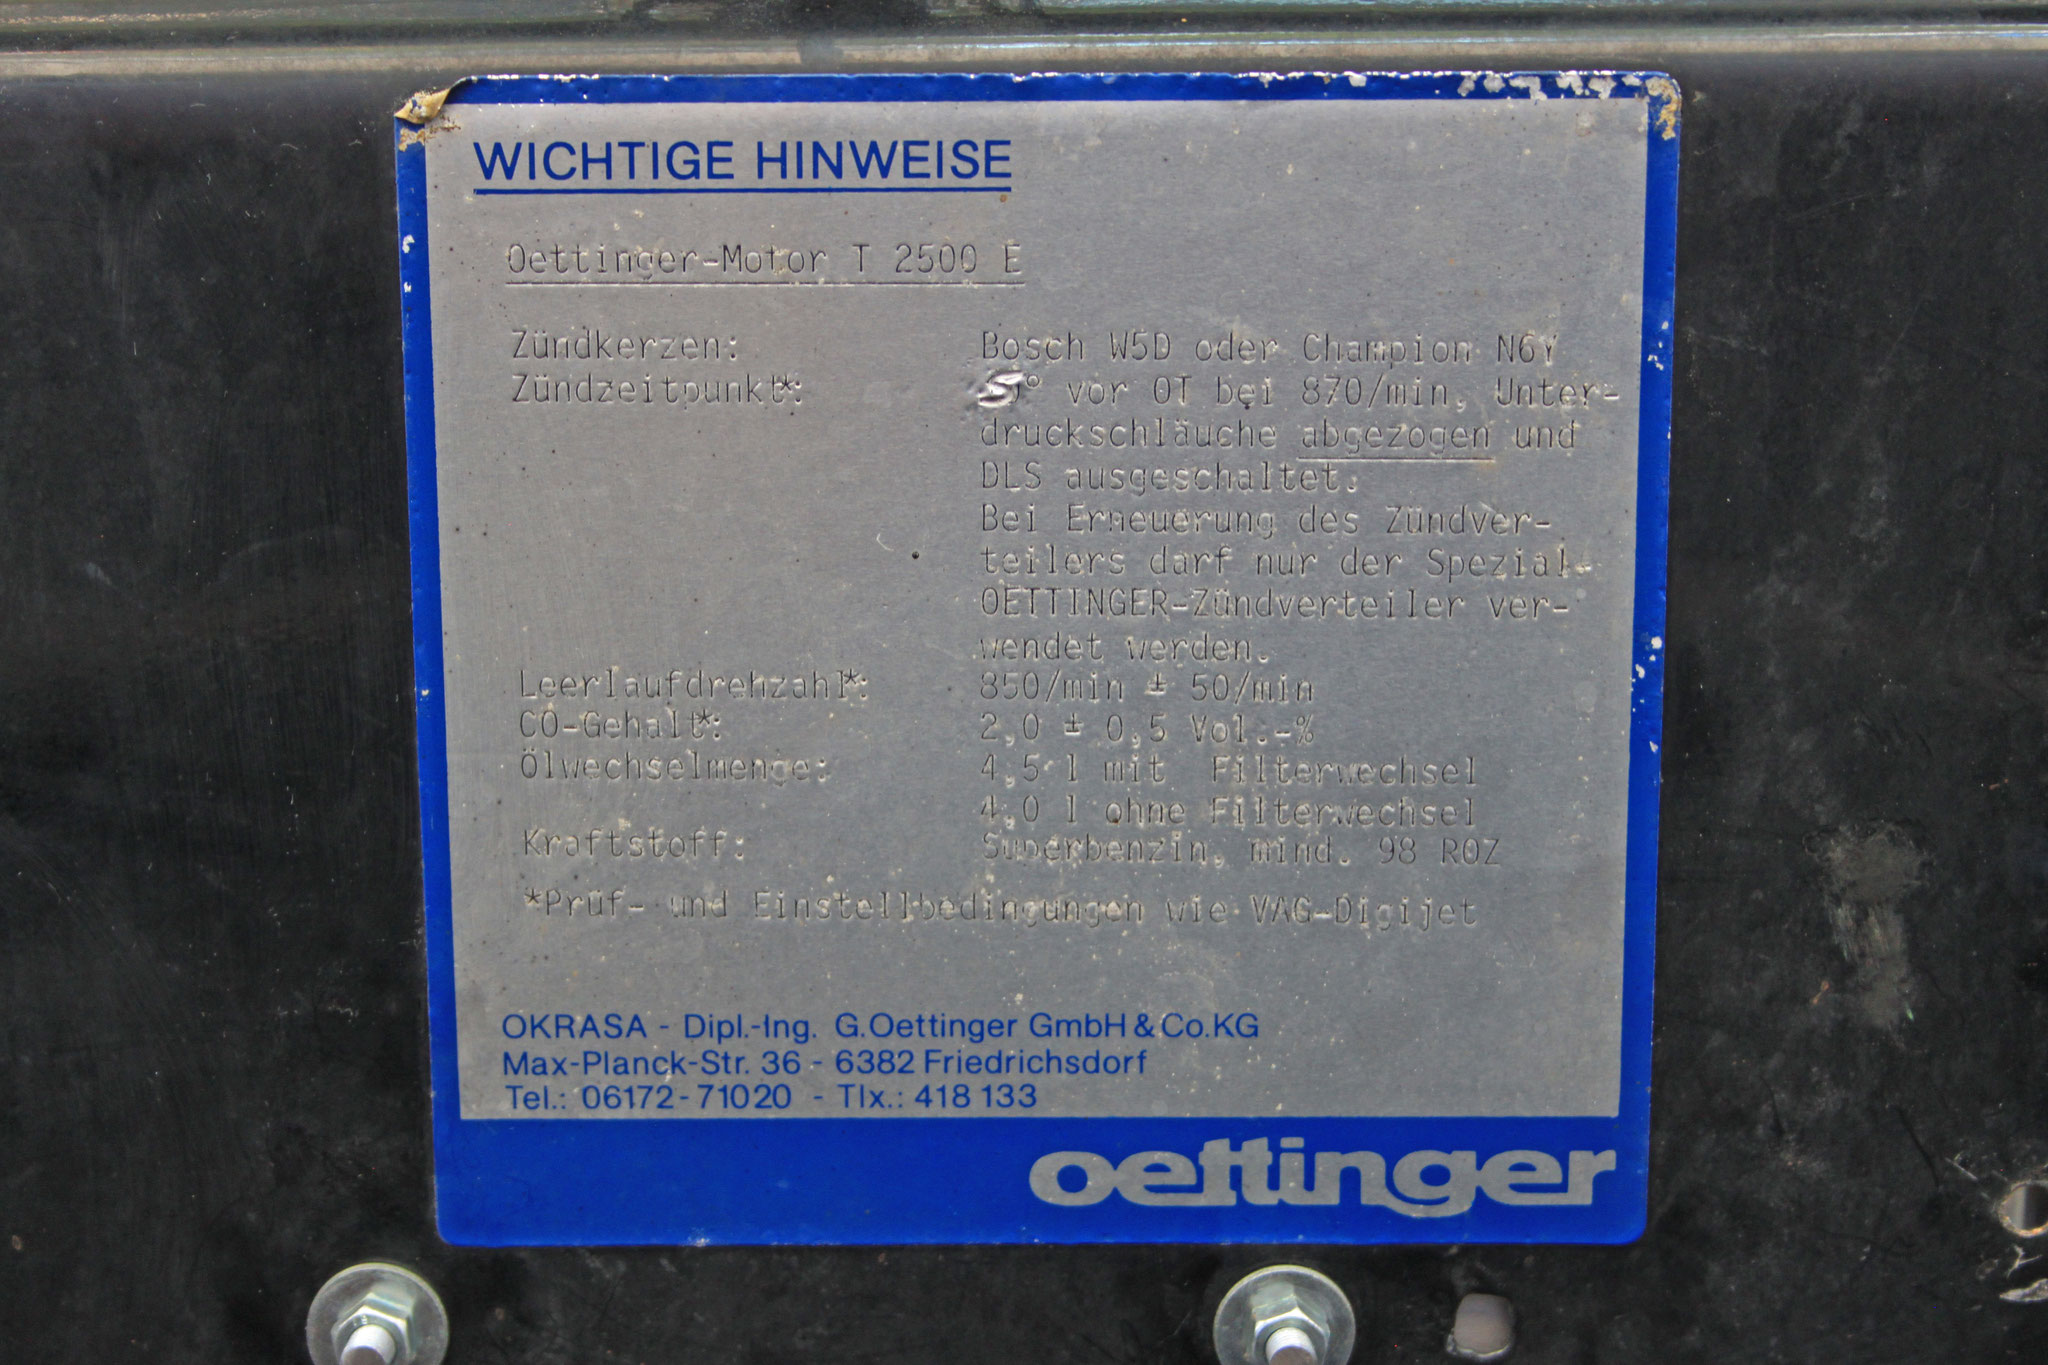 WICHTIGE HINWEISE
Oettinger-Motor T 2500 E
Zündkerzen: Bosch W5D oder Champion N6Y
Zündzeitpunkt*: ° vor OT bei 870/min, Unter-
druckschläuche abgezogen und
DLS ausgeschaltet.
Bei Erneuerung des Zündver-
teilers darf nur der Spezial-
OETTINGER-Zündverteiler ver-
wendet werden.
Leerlaufdrehzahl*: 850/min ± 50/min
CO-Gehalt*: 2,0 ± 0,5 Vol.-%
Ölwechselmenge: 4,5 l mit Filterwechsel
4,0 l ohne Filterwechsel
Kraftstoff: Superbenzin, mind. 98 ROZ
*Prüf- und Einstellbedingungen wie VAG-Digijet
OKRASA - Dipl.-Ing. G.Oettinger GmbH & Co.KG
Max-Planck-Str. 36 - 6382 Friedrichsdorf
Tel.: 06172-71020 - Tlx.: 418 133
oettinger